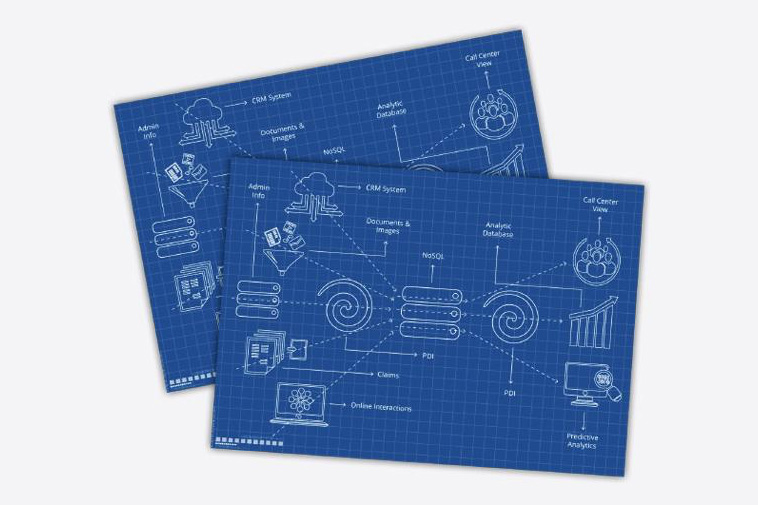 Call Center
View
CRM System
Analytic
Database
Admin
Info
Documents &
Images
NoSQL
Call Center
View
Admin
Info
CRM System
Documents &
Images
Analytic
Database
NoSQL
PDI
Claims
PDI
Online Interactions
Predictive
Analytics